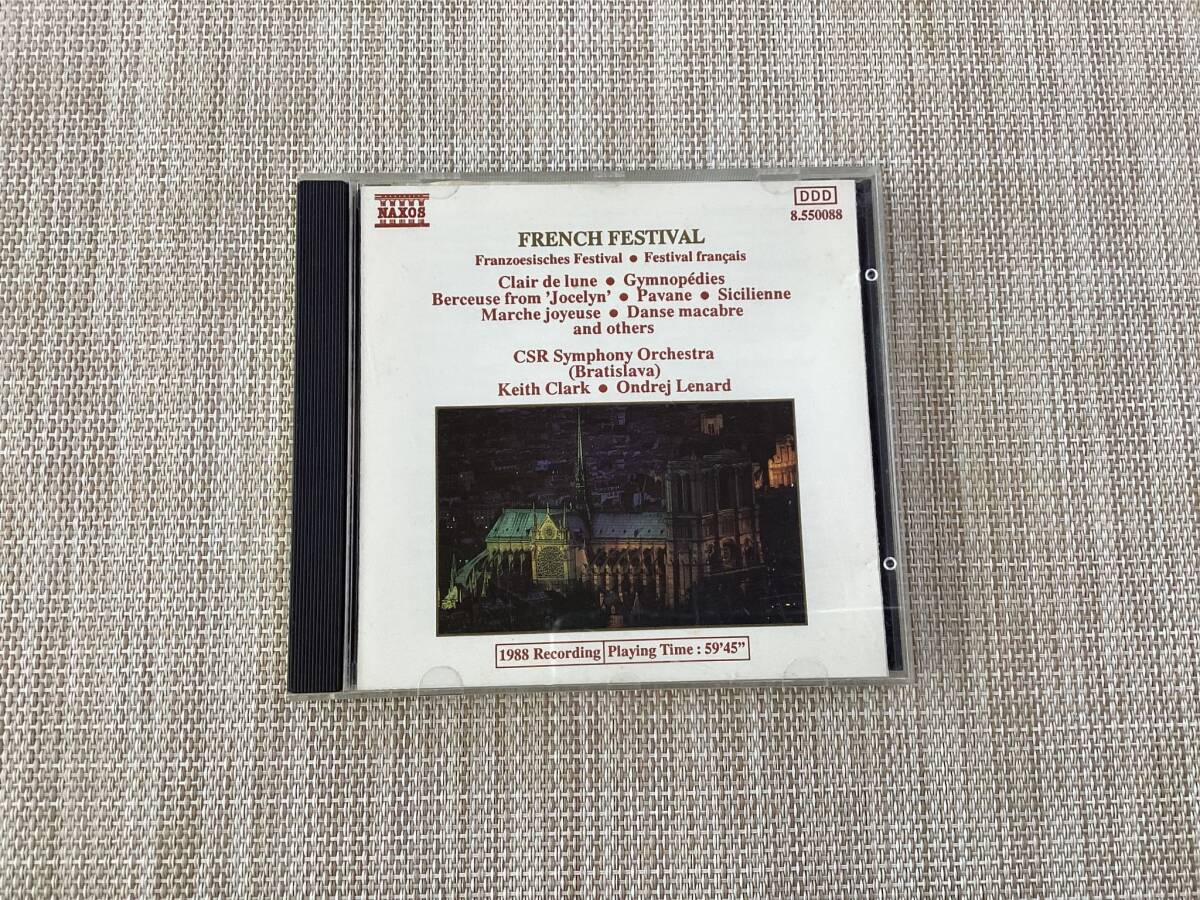 NAXOS
DDD
8.550088
FRENCH FESTIVAL
Franzoesisches Festival ● Festival français
Clair de lune ● Gymnopédies
Berceuse from 'Jocelyn' ● Pavane ● Sicilienne
Marche joyeuse ● Danse macabre
and others
CSR Symphony Orchestra
(Bratislava)
Keith Clark ● Ondrej Lenard
1988 Recording Playing Time : 59'45"